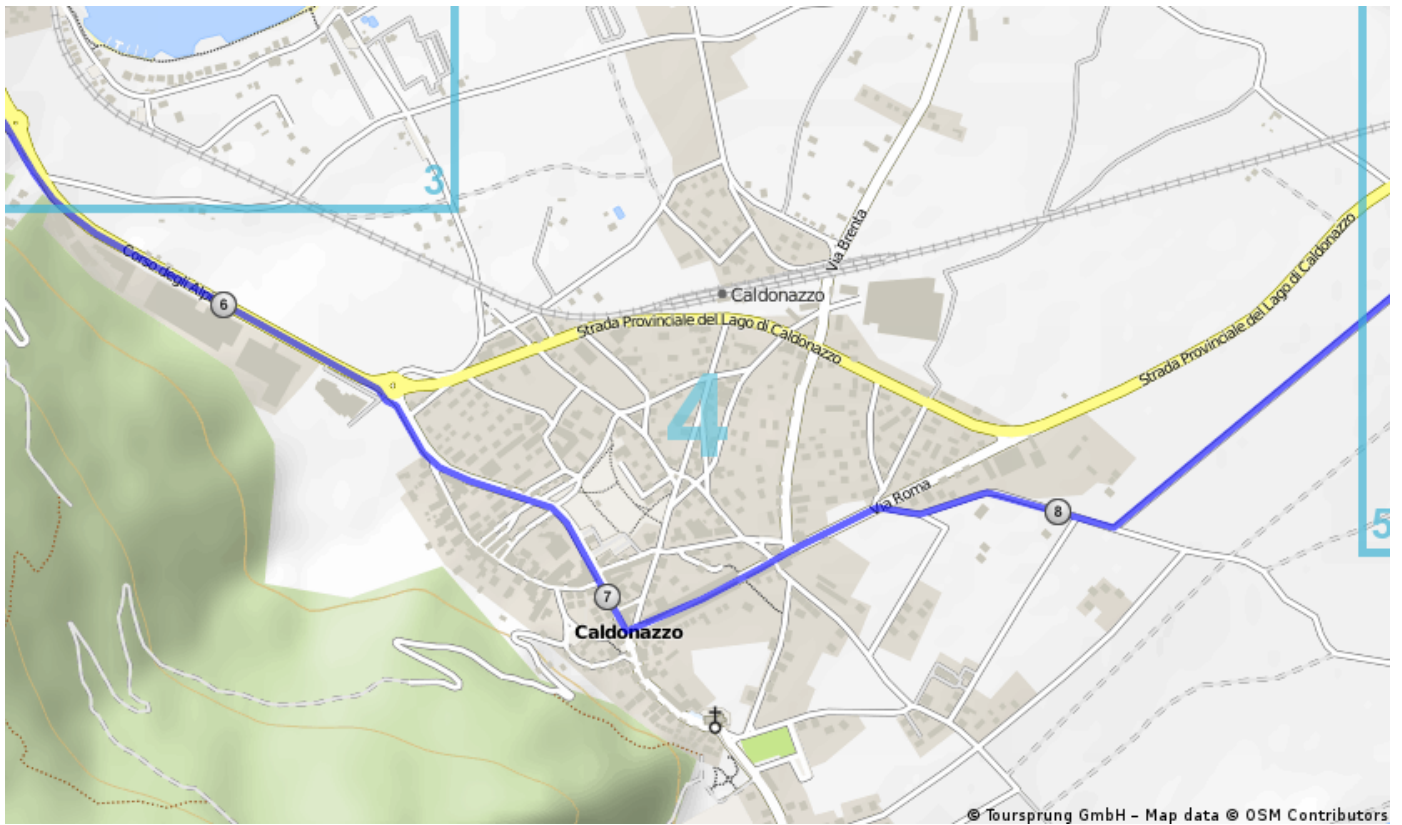 3
Via Brenta
Corso degli Alpi
6
Caldonazzo
Strada Provinciale del Lago di Caldonazzo
Strada Provinciale del Lago di Caldonazzo
4
Via Roma
8
5
7
Caldonazzo
© Toursprung GmbH – Map data © OSM Contributors